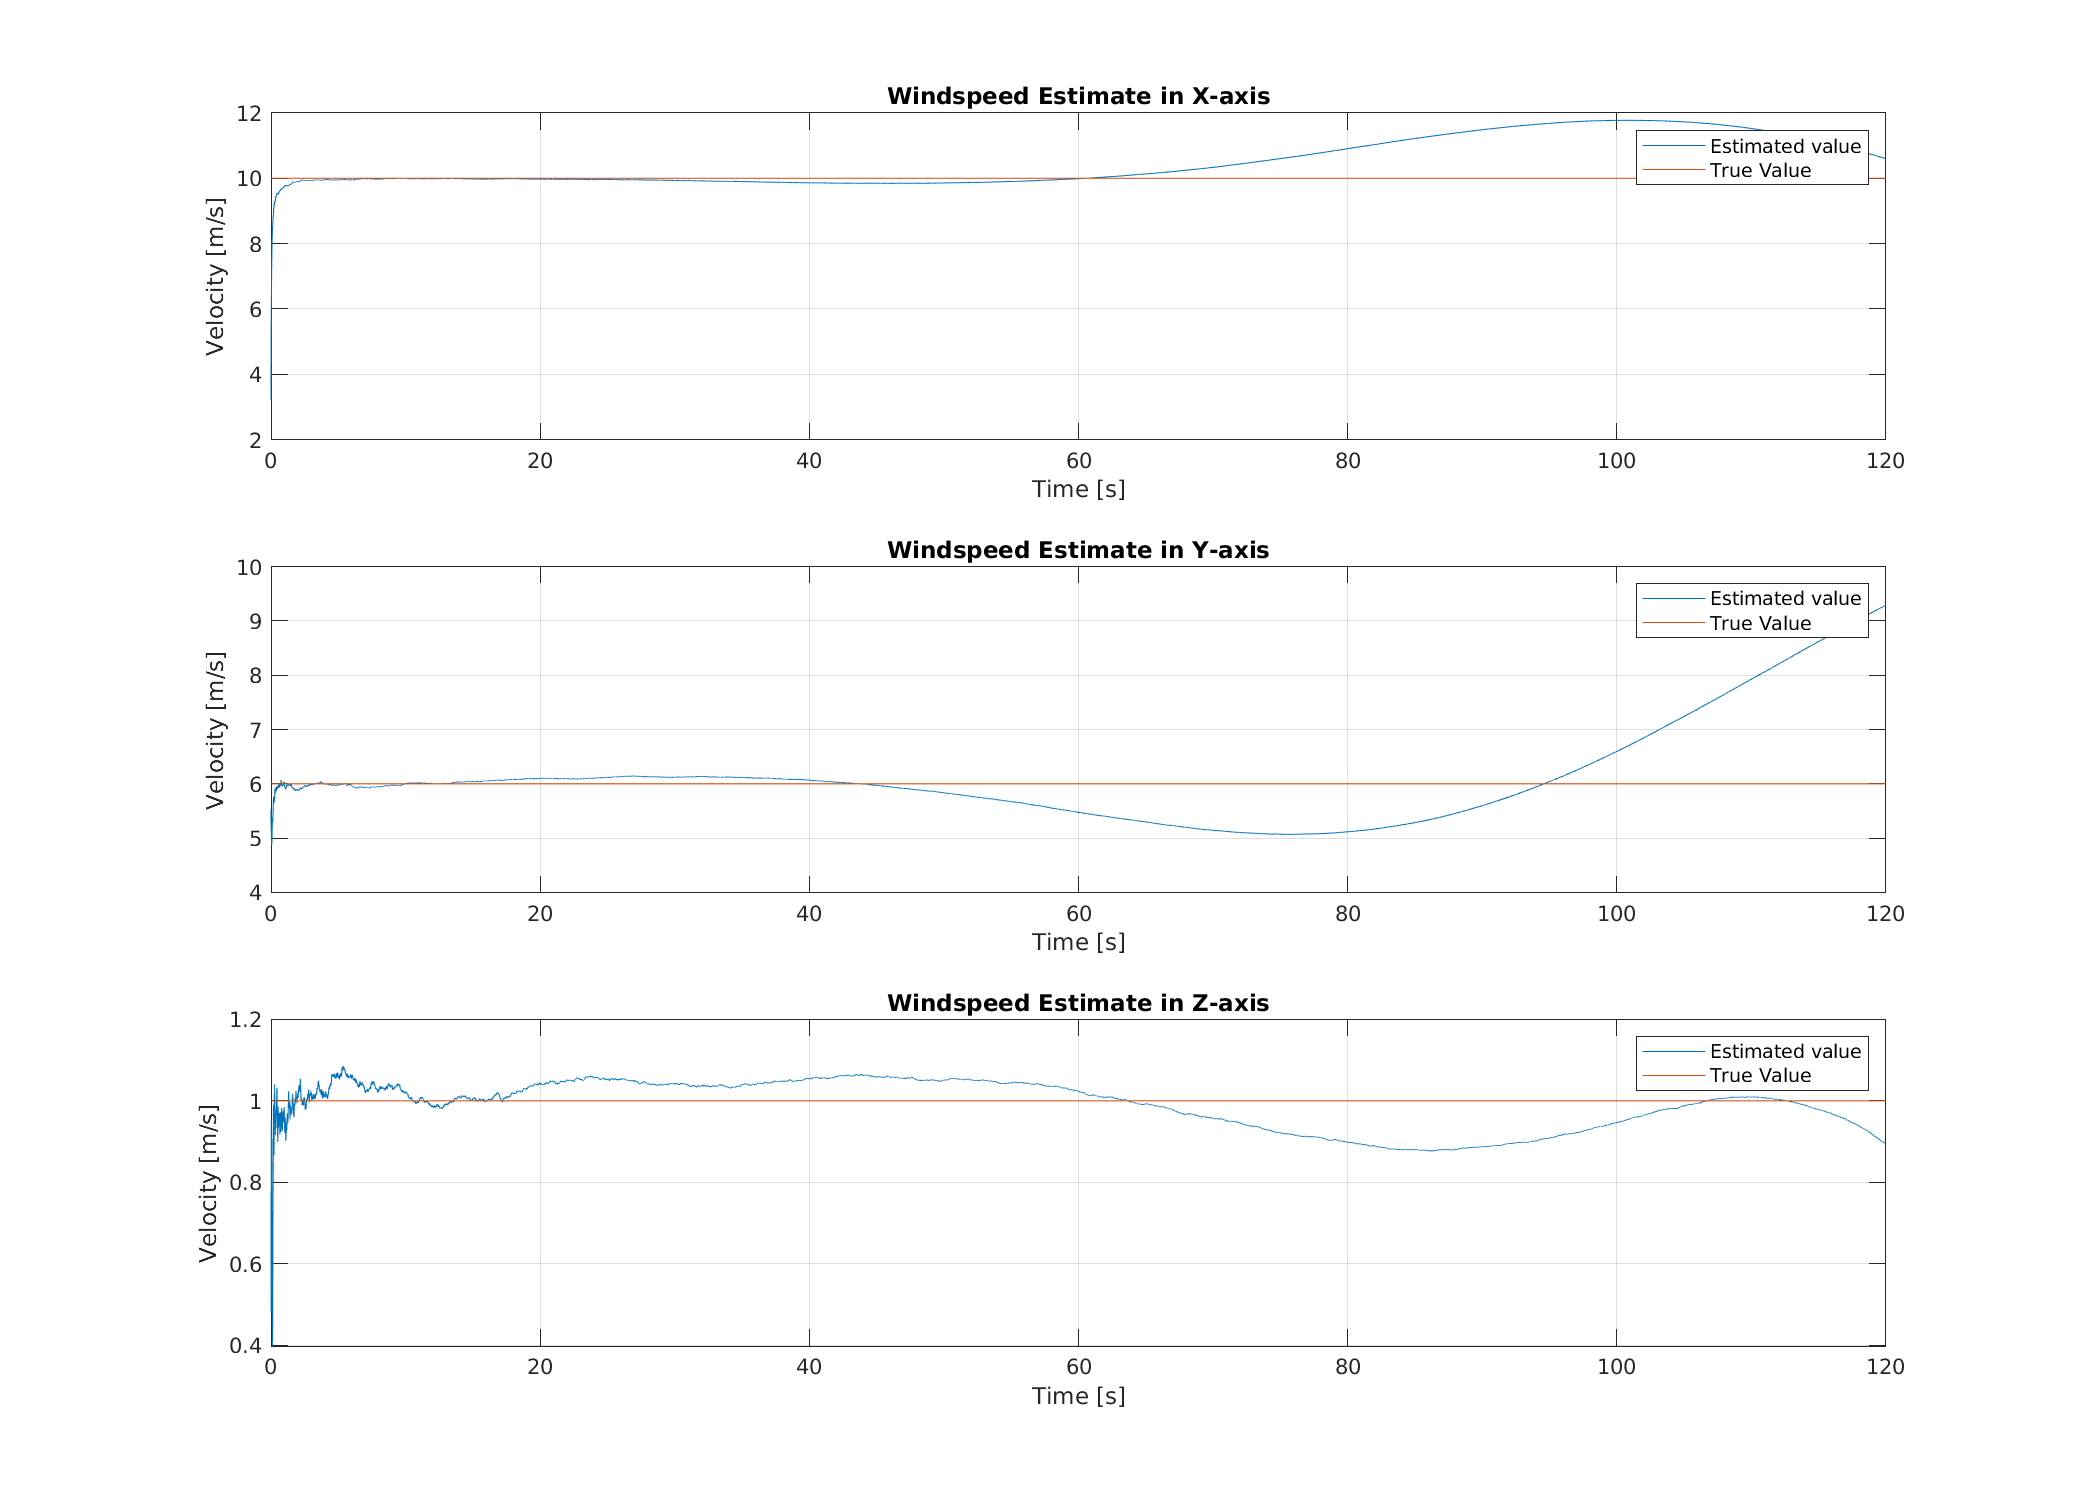 Windspeed Estimate in X-axis
12
10
8
6
4
2
Velocity [m/s]
Estimated value
True Value
0 20 40 60 80 100 120
Time [s]
Windspeed Estimate in Y-axis
10
9
8
7
6
5
4
Velocity [m/s]
Estimated value
True Value
0 20 40 60 80 100 120
Time [s]
Windspeed Estimate in Z-axis
1.2
1
0.8
0.6
0.4
Velocity [m/s]
Estimated value
True Value
0 20 40 60 80 100 120
Time [s]